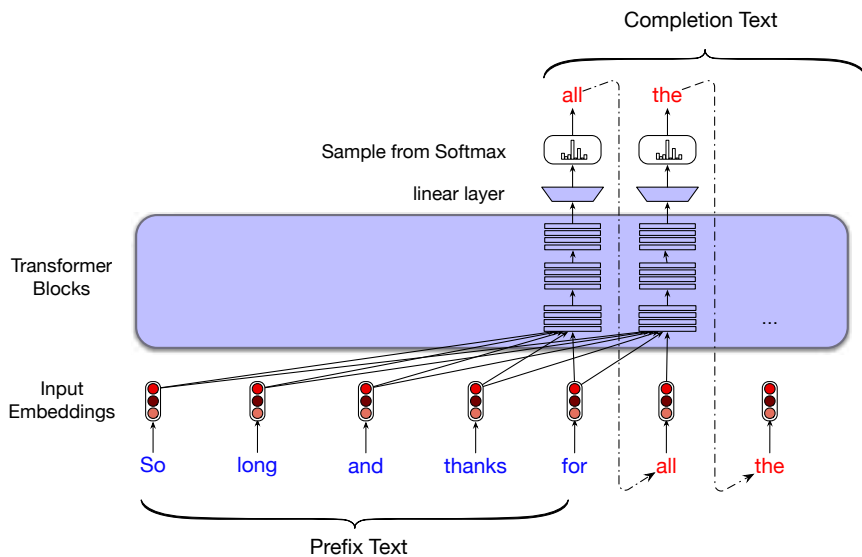 Completion Text
all the
Sample from Softmax
linear layer
Transformer
Blocks
...
Input
Embeddings
So long and thanks for all the
Prefix Text